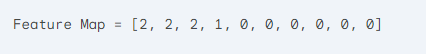 Feature Map = [2, 2, 2, 1, 0, 0, 0, 0, 0, 0]